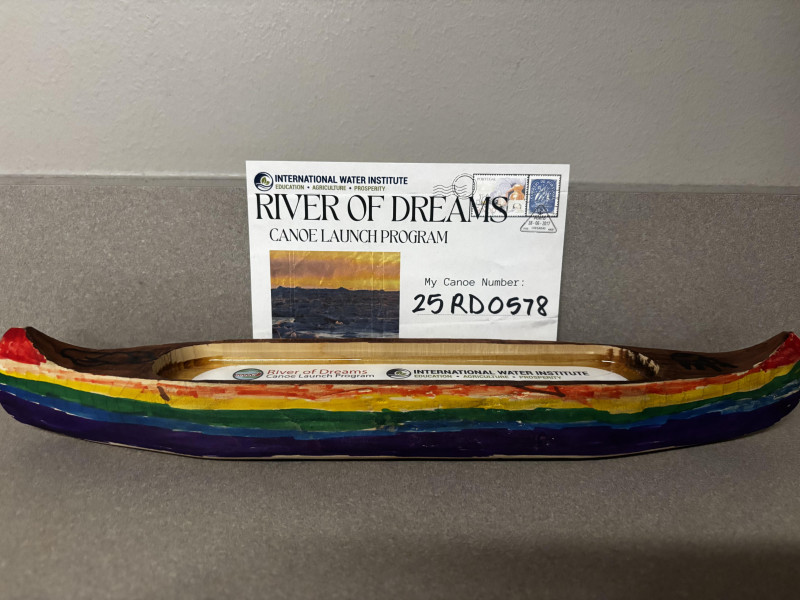 INTERNATIONAL WATER INSTITUTE
EDUCATION • AGRICULTURE • PROSPERITY
RIVER OF DREAMS
CANOE LAUNCH PROGRAM
My Canoe Number:
25RD0578
River of Dreams
Canoe Launch Program
INTERNATIONAL WATER INSTITUTE
EDUCATION • AGRICULTURE • PROSPERITY